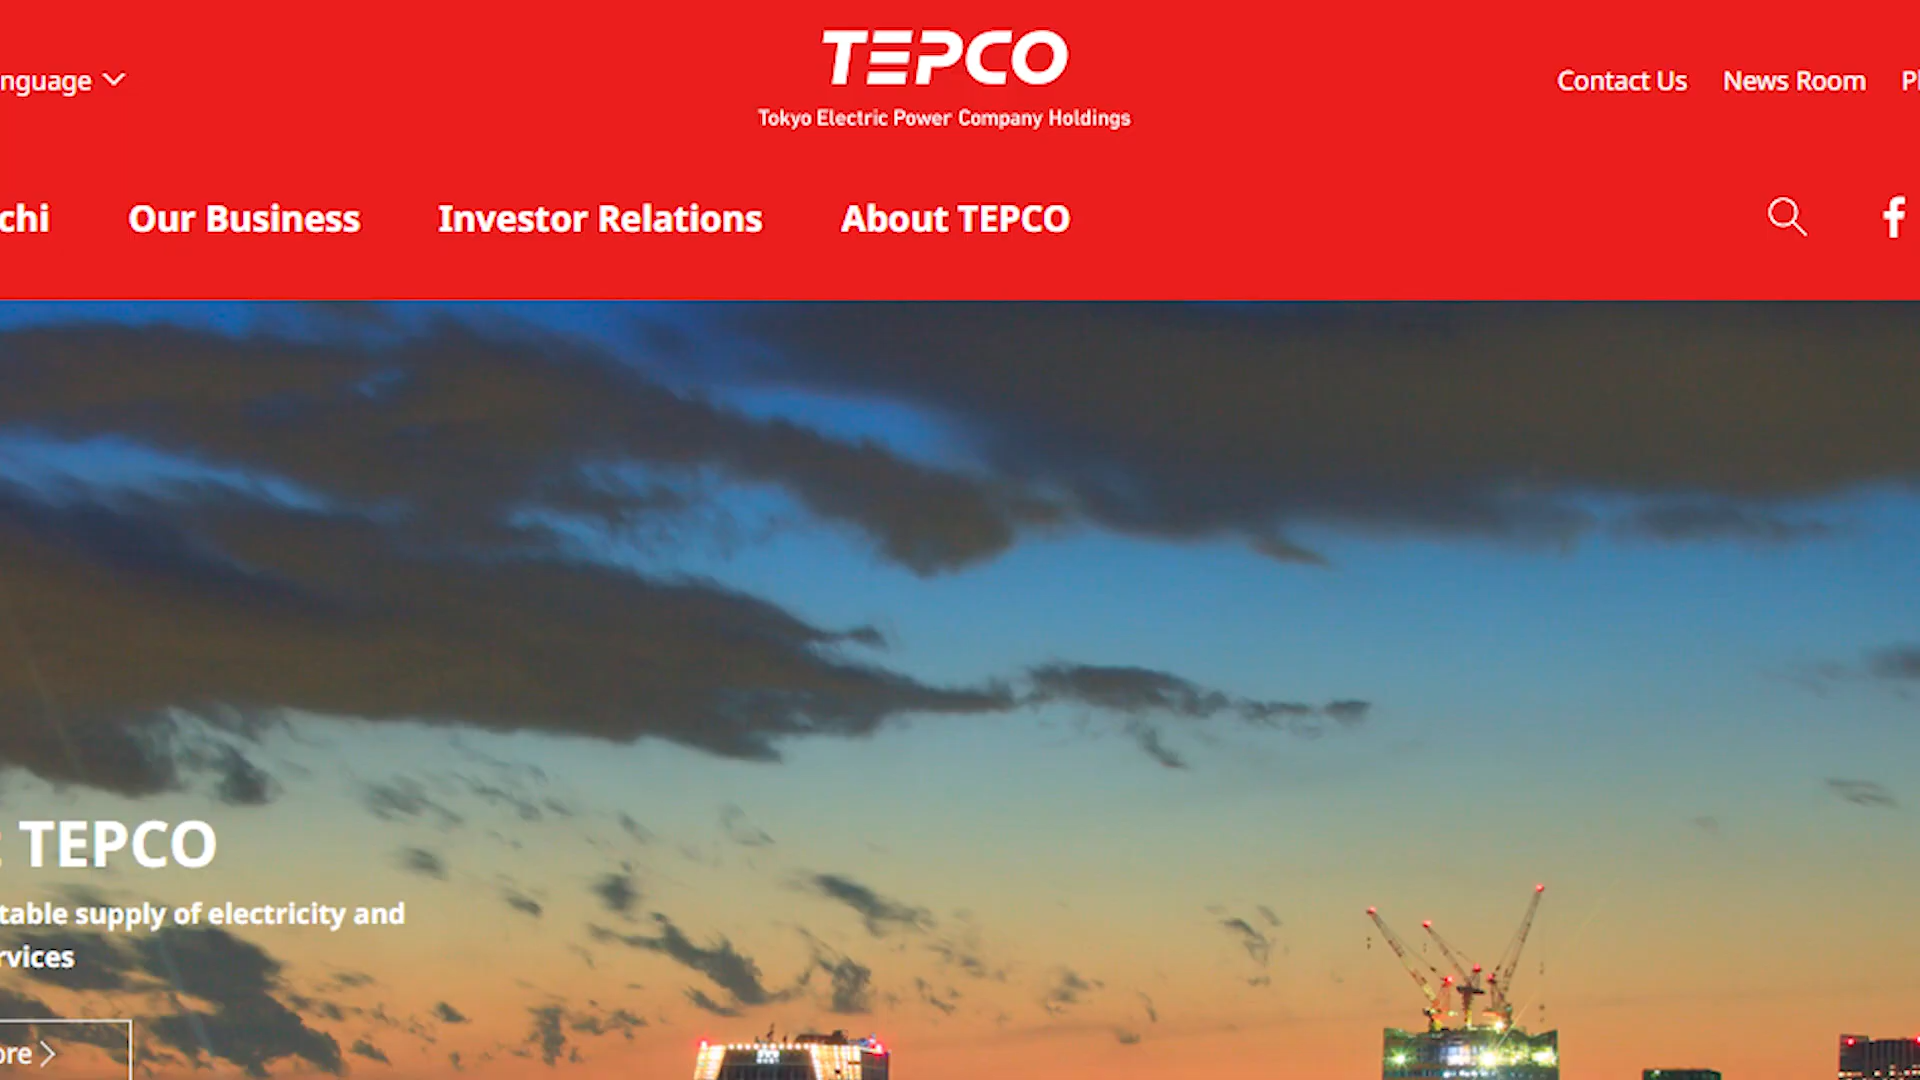 nguage
TEPCO
Tokyo Electric Power Company Holdings
Contact Us
News Room
chi
Our Business
Investor Relations
About TEPCO
TEPCO
table supply of electricity and
rvices
ore